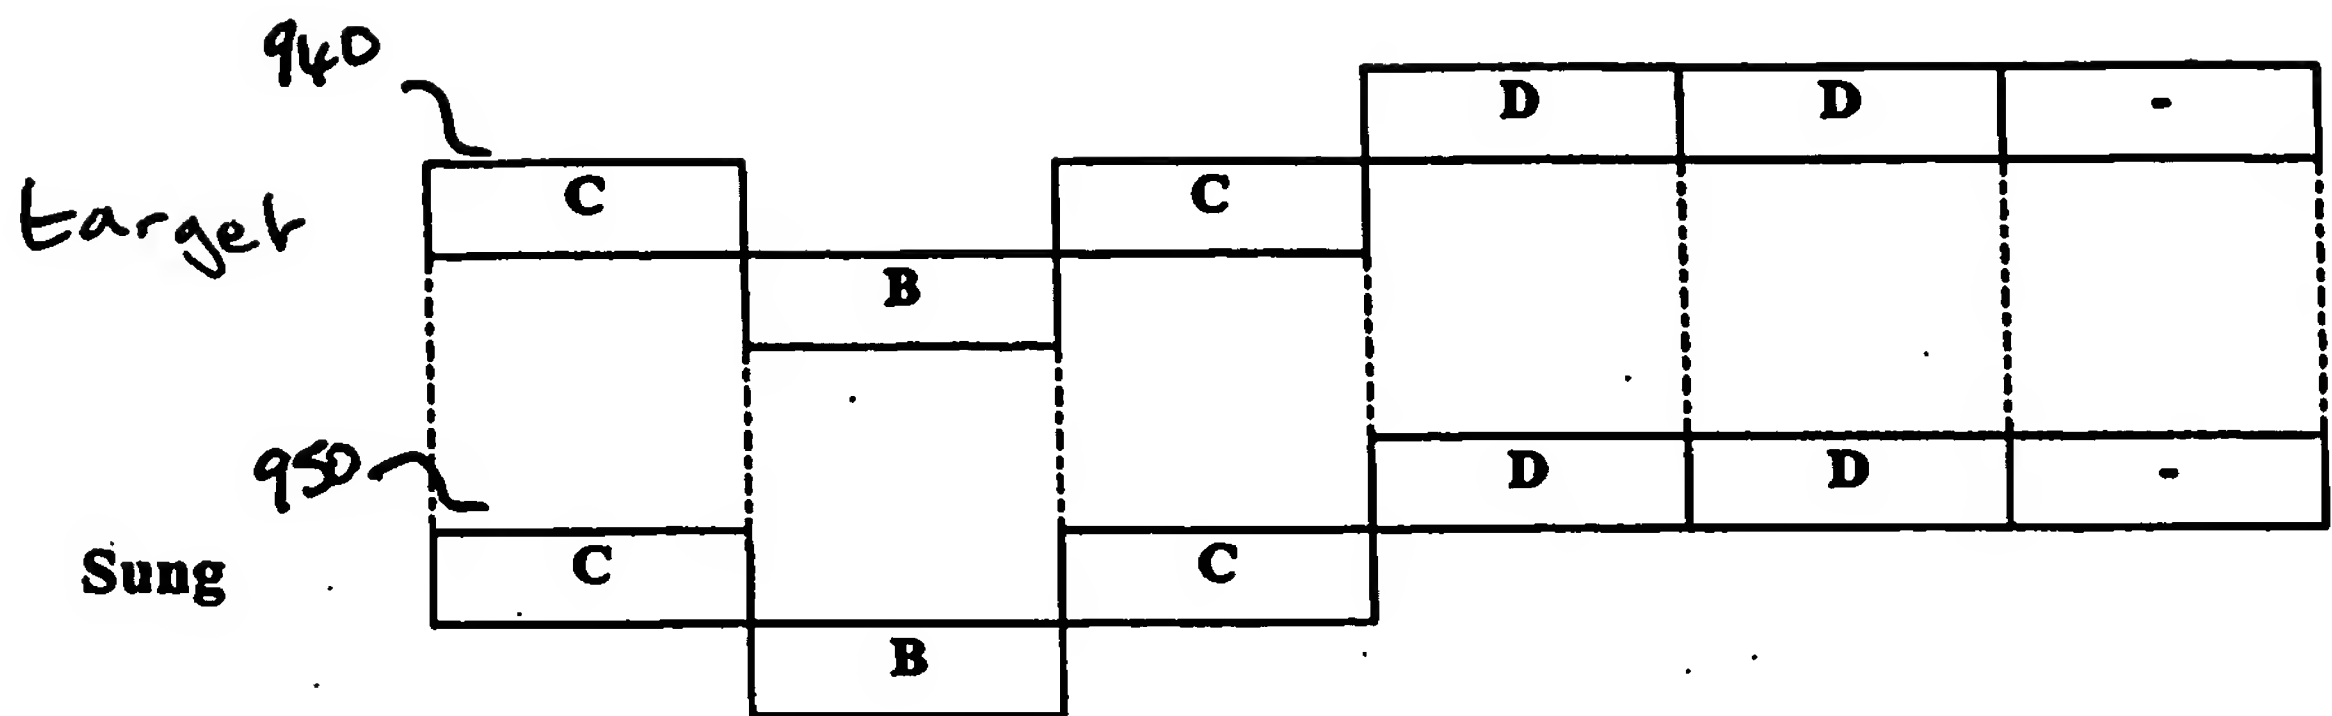 940
D D -
target C C
B
950
D D -
Sung C C
B